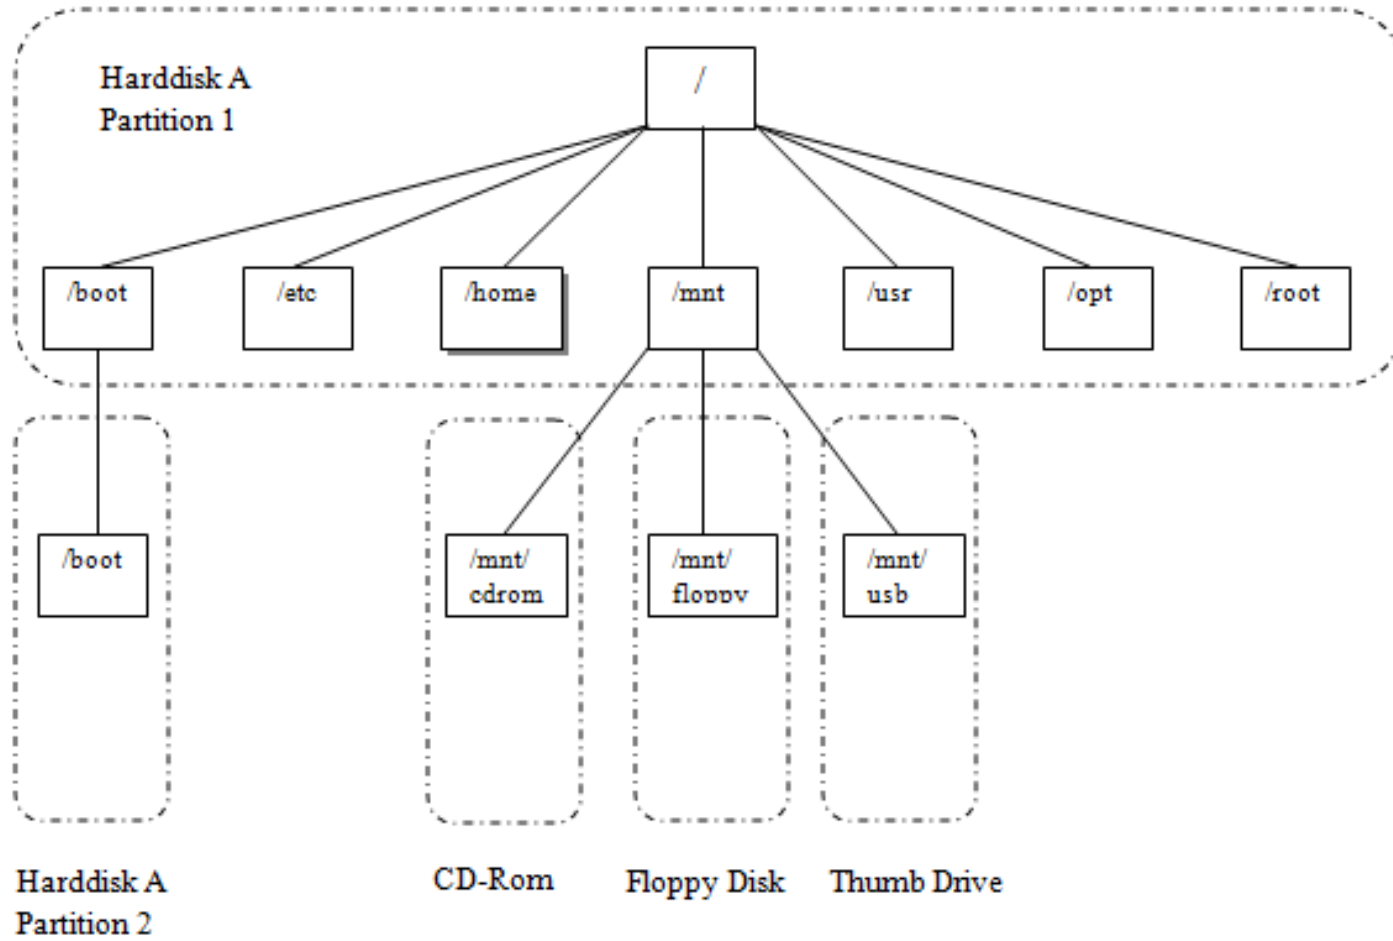 Harddisk A
Partition 1
/
/boot
/etc
/home
/mnt
/usr
/opt
/root
/boot
/mnt/
cdrom
/mnt/
floppy
/mnt/
usb
Harddisk A
Partition 2
CD-Rom
Floppy Disk
Thumb Drive